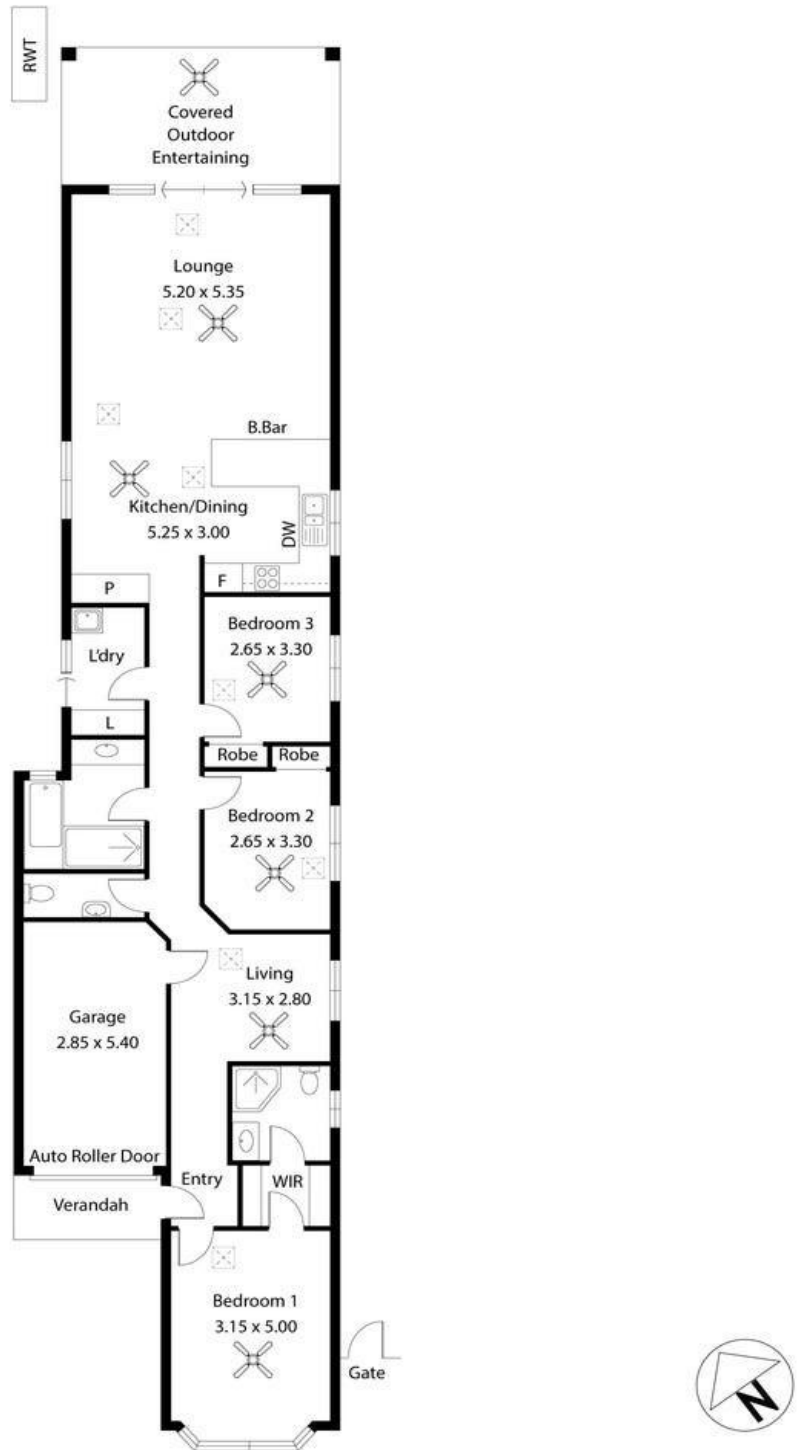 RWT
Covered
Outdoor
Entertaining
Lounge
5.20 x 5.35
B.Bar
Kitchen/Dining
5.25 x 3.00
DW
P
F
L'dry
L
Bedroom 3
2.65 x 3.30
Robe
Robe
Bedroom 2
2.65 x 3.30
Living
3.15 x 2.80
Garage
2.85 x 5.40
Auto Roller Door
Verandah
Entry
WIR
Bedroom 1
3.15 x 5.00
Gate
N